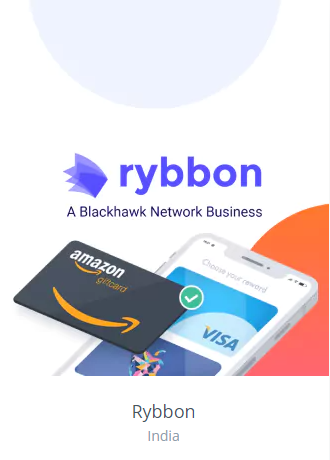 rybbon
A Blackhawk Network Business
amazon
giftcard
Choose your reward
VISA
Rybbon
India